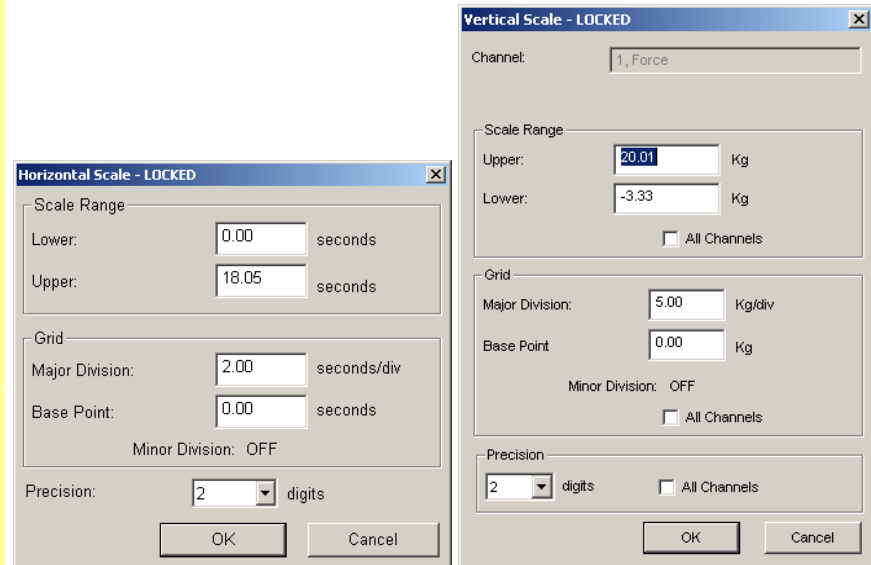 Horizontal Scale - LOCKED
Scale Range
Lower: 0.00 seconds
Upper: 18.05 seconds
Grid
Major Division: 2.00 seconds/div
Base Point: 0.00 seconds
Minor Division: OFF
Precision: 2 digits
OK Cancel
Vertical Scale - LOCKED
Channel: 1, Force
Scale Range
Upper: 20.01 Kg
Lower: -3.33 Kg
All Channels
Grid
Major Division: 5.00 Kg/div
Base Point 0.00 Kg
Minor Division: OFF
All Channels
Precision
2 digits All Channels
OK Cancel